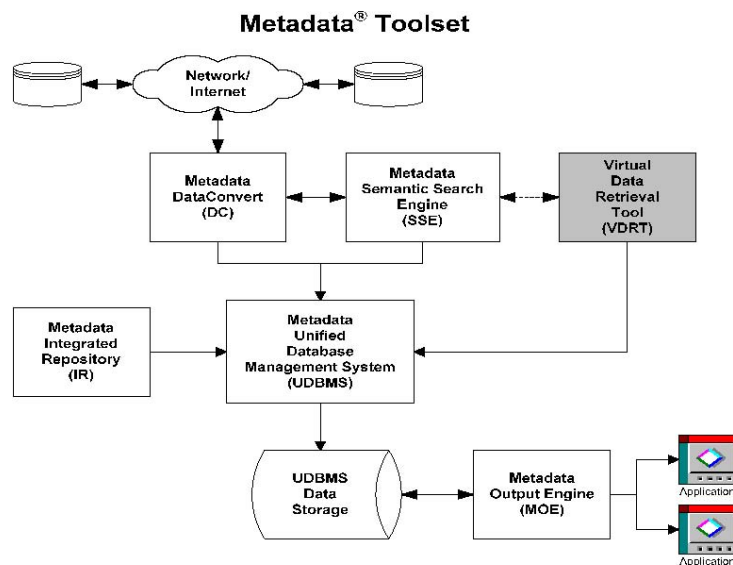 Metadata® Toolset
Network/
Internet
Metadata
DataConvert
(DC)
Metadata
Semantic Search
Engine
(SSE)
Virtual
Data
Retrieval
Tool
(VDRT)
Metadata
Integrated
Repository
(IR)
Metadata
Unified
Database
Management System
(UDBMS)
UDBMS
Data
Storage
Metadata
Output Engine
(MOE)
Application
Application